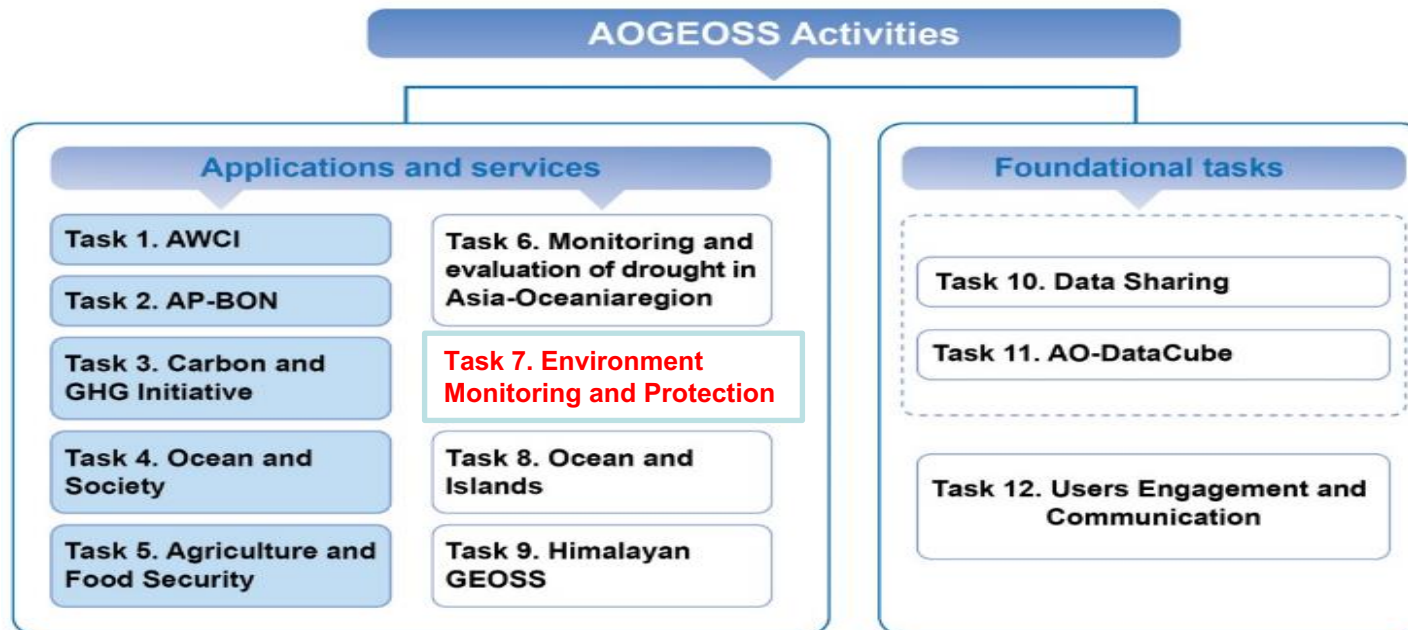 AOGEOSS Activities
Applications and services
Task 1. AWCI
Task 2. AP-BON
Task 3. Carbon and
GHG Initiative
Task 4. Ocean and
Society
Task 5. Agriculture and
Food Security
Task 6. Monitoring and
evaluation of drought in
Asia-Oceaniaregion
Task 7. Environment
Monitoring and Protection
Task 8. Ocean and
Islands
Task 9. Himalayan
GEOSS
Foundational tasks
Task 10. Data Sharing
Task 11. AO-DataCube
Task 12. Users Engagement and
Communication